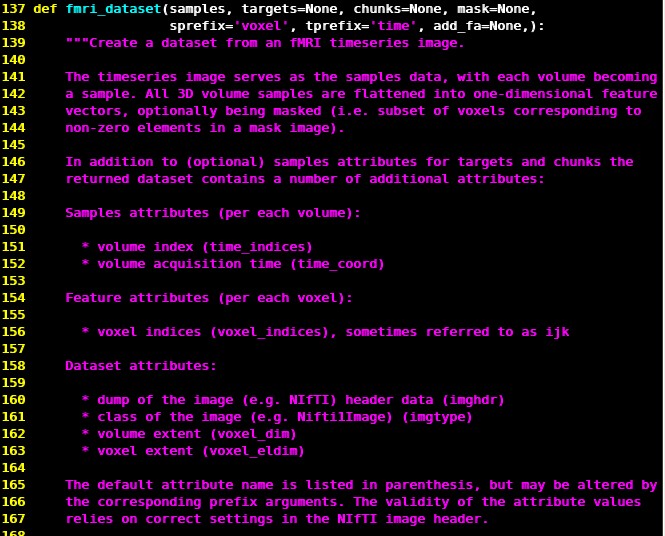 137 def fmri_dataset(samples, targets=None, chunks=None, mask=None,
138                  sprefix='voxel', tprefix='time', add_fa=None,):
139     """Create a dataset from an fMRI timeseries image.
140
141     The timeseries image serves as the samples data, with each volume becoming
142     a sample. All 3D volume samples are flattened into one-dimensional feature
143     vectors, optionally being masked (i.e. subset of voxels corresponding to
144     non-zero elements in a mask image).
145
146     In addition to (optional) samples attributes for targets and chunks the
147     returned dataset contains a number of additional attributes:
148
149     Samples attributes (per each volume):
150
151       * volume index (time_indices)
152       * volume acquisition time (time_coord)
153
154     Feature attributes (per each voxel):
155
156       * voxel indices (voxel_indices), sometimes referred to as ijk
157
158     Dataset attributes:
159
160       * dump of the image (e.g. NIfTI) header data (imghdr)
161       * class of the image (e.g. Nifti1Image) (imgtype)
162       * volume extent (voxel_dim)
163       * voxel extent (voxel_eldim)
164
165     The default attribute name is listed in parenthesis, but may be altered by
166     the corresponding prefix arguments. The validity of the attribute values
167     relies on correct settings in the NIfTI image header.
168